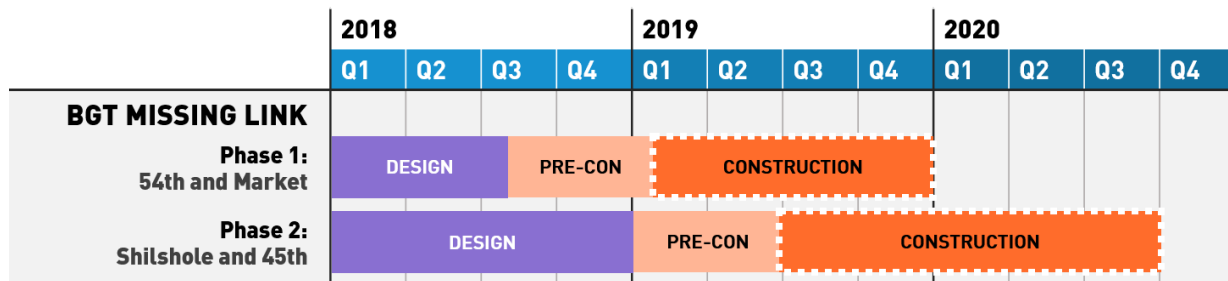 2018 2019 2020
Q1 Q2 Q3 Q4 Q1 Q2 Q3 Q4 Q1 Q2 Q3 Q4
BGT MISSING LINK
Phase 1:
54th and Market
DESIGN PRE-CON CONSTRUCTION
Phase 2:
Shilshole and 45th
DESIGN PRE-CON CONSTRUCTION